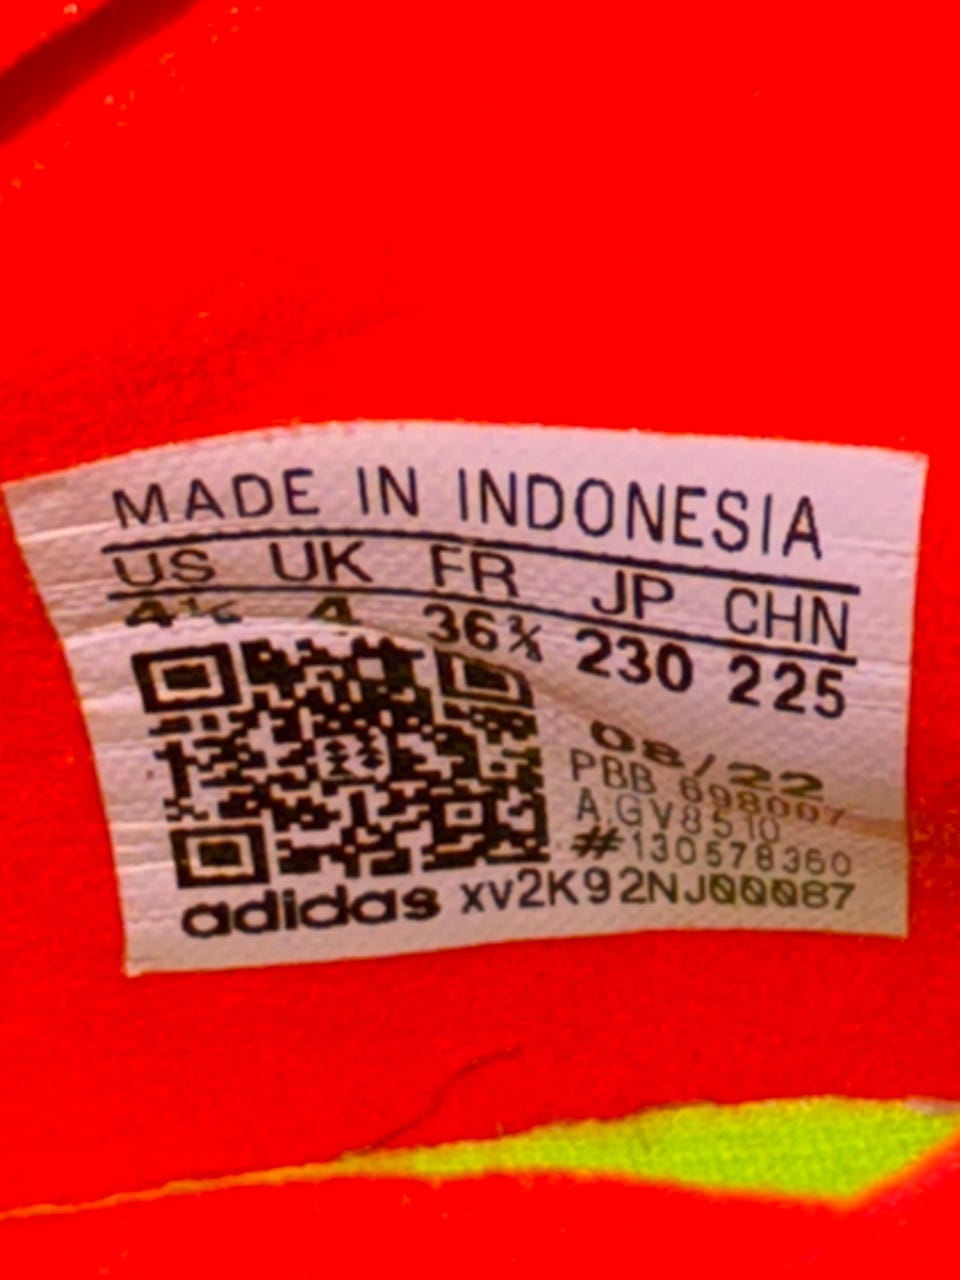 MADE IN INDONESIA
US UK FR JP CHN
4½ 4 36⅔ 230 225
08/22
PBB 698007
A.GV8510
#130578360
adidas XV2K92NJ00087